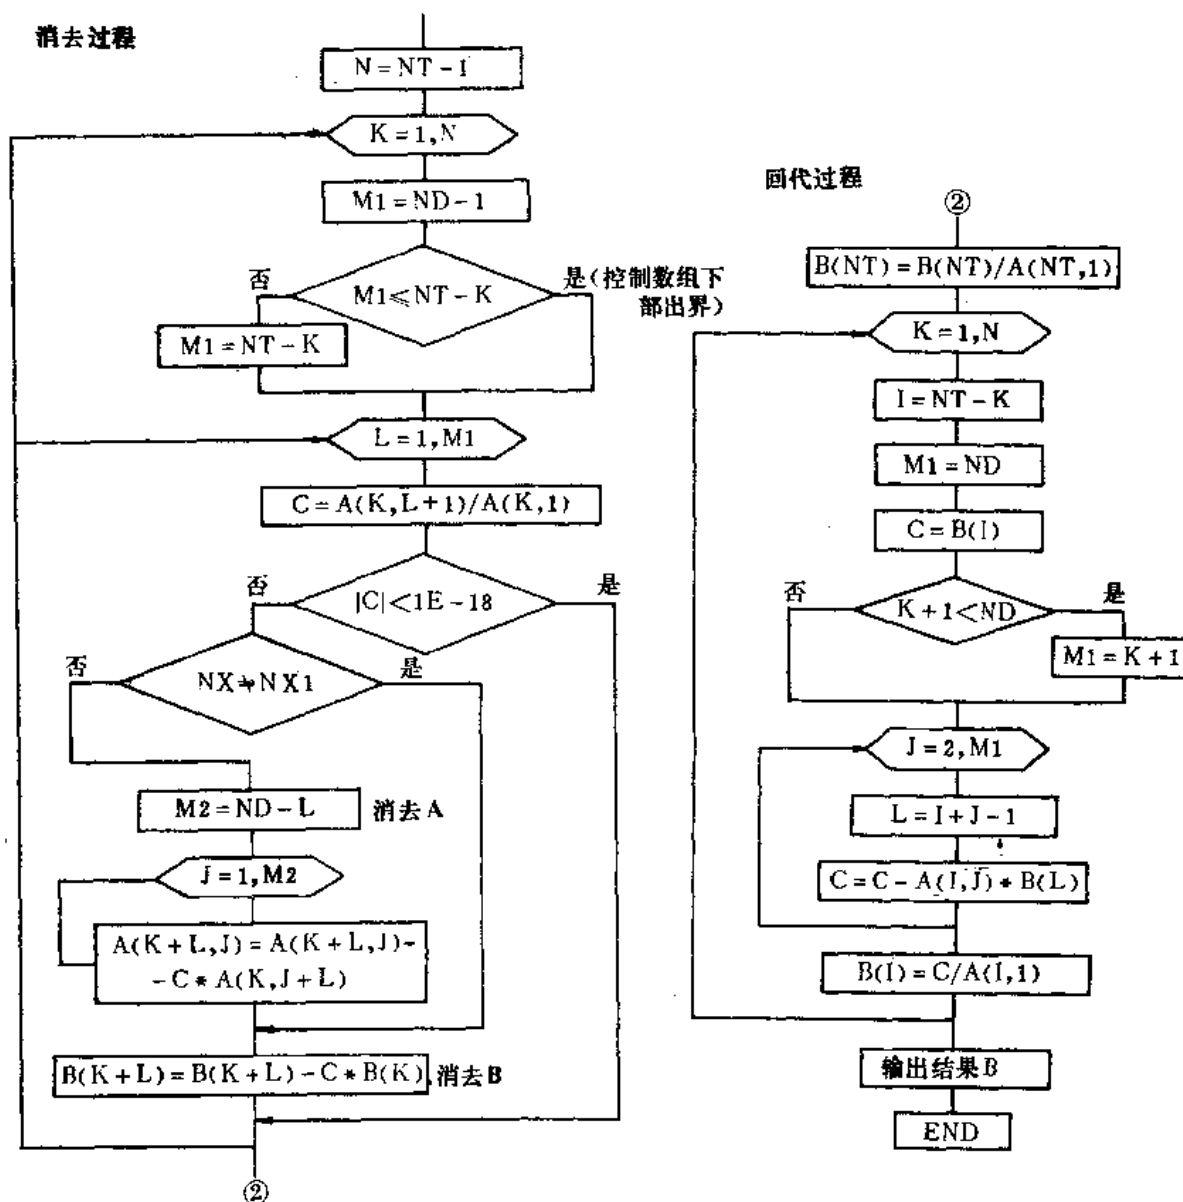 消去过程
N=NT-1
K=1,N
M1=ND-1
否
M1≤NT-K
是(控制数组下
部出界)
M1=NT-K
L=1,M1
C=A(K,L+1)/A(K,1)
否
|C|<1E-18
是
否
NX≠NX1
是
M2=ND-L
消去A
J=1,M2
A(K+L,J)=A(K+L,J)-
-C*A(K,J+L)
B(K+L)=B(K+L)-C*B(K)
消去B
②
回代过程
②
B(NT)=B(NT)/A(NT,1)
K=1,N
I=NT-K
M1=ND
C=B(I)
否
K+1<ND
是
M1=K+1
J=2,M1
L=I+J-1
C=C-A(I,J)*B(L)
B(I)=C/A(I,1)
输出结果B
END